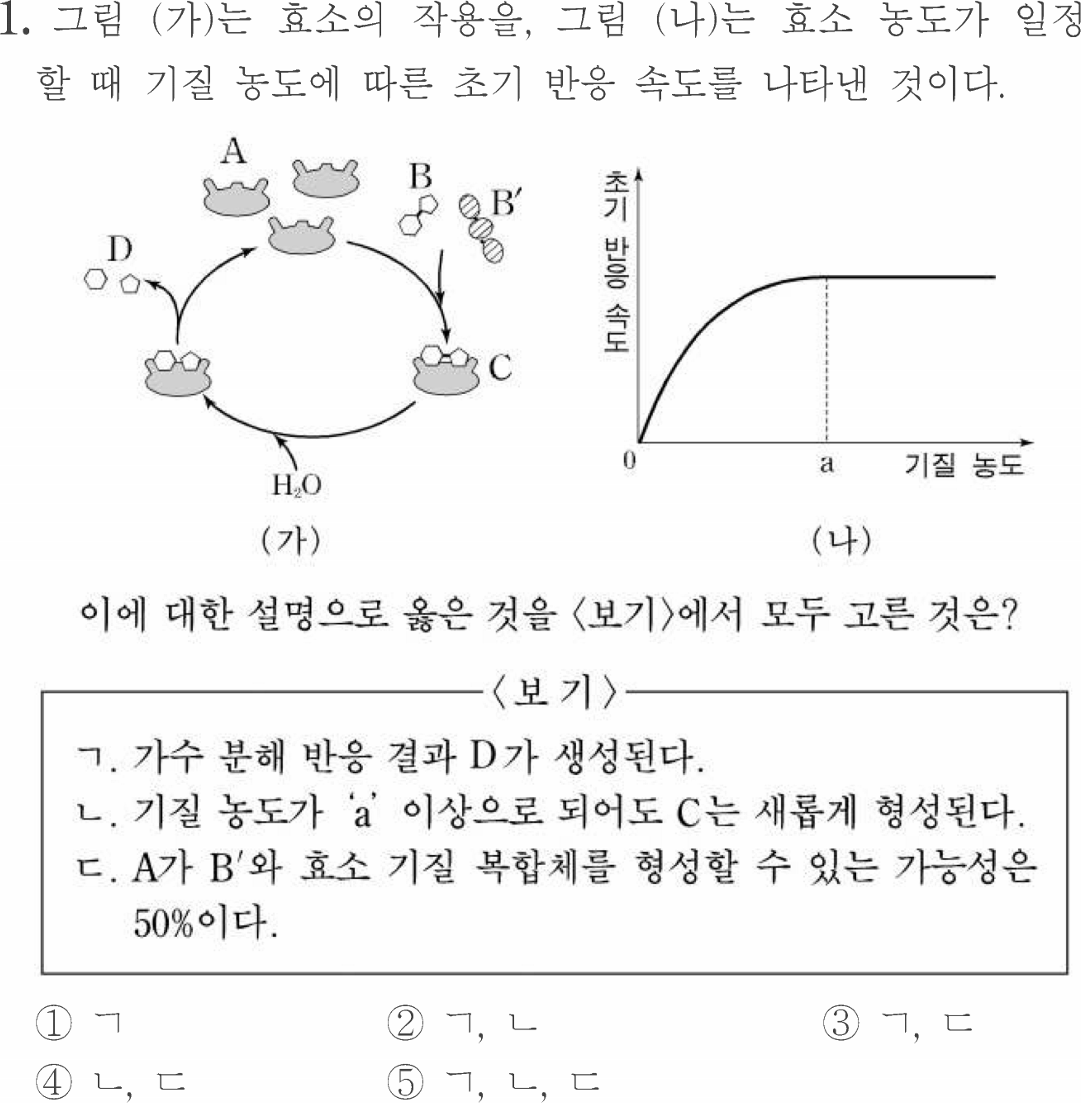 1. 그림 (가)는 효소의 작용을, 그림 (나)는 효소 농도가 일정
할 때 기질 농도에 따른 초기 반응 속도를 나타낸 것이다.
A
B
B′
D
C
H₂O
(가)
초기 반응 속도
0
a
기질 농도
(나)
이에 대한 설명으로 옳은 것을 〈보기〉에서 모두 고른 것은?
〈보 기〉
ㄱ. 가수 분해 반응 결과 D가 생성된다.
ㄴ. 기질 농도가 ‘a’ 이상으로 되어도 C는 새롭게 형성된다.
ㄷ. A가 B′와 효소 기질 복합체를 형성할 수 있는 가능성은
50%이다.
① ㄱ ② ㄱ, ㄴ ③ ㄱ, ㄷ
④ ㄴ, ㄷ ⑤ ㄱ, ㄴ, ㄷ